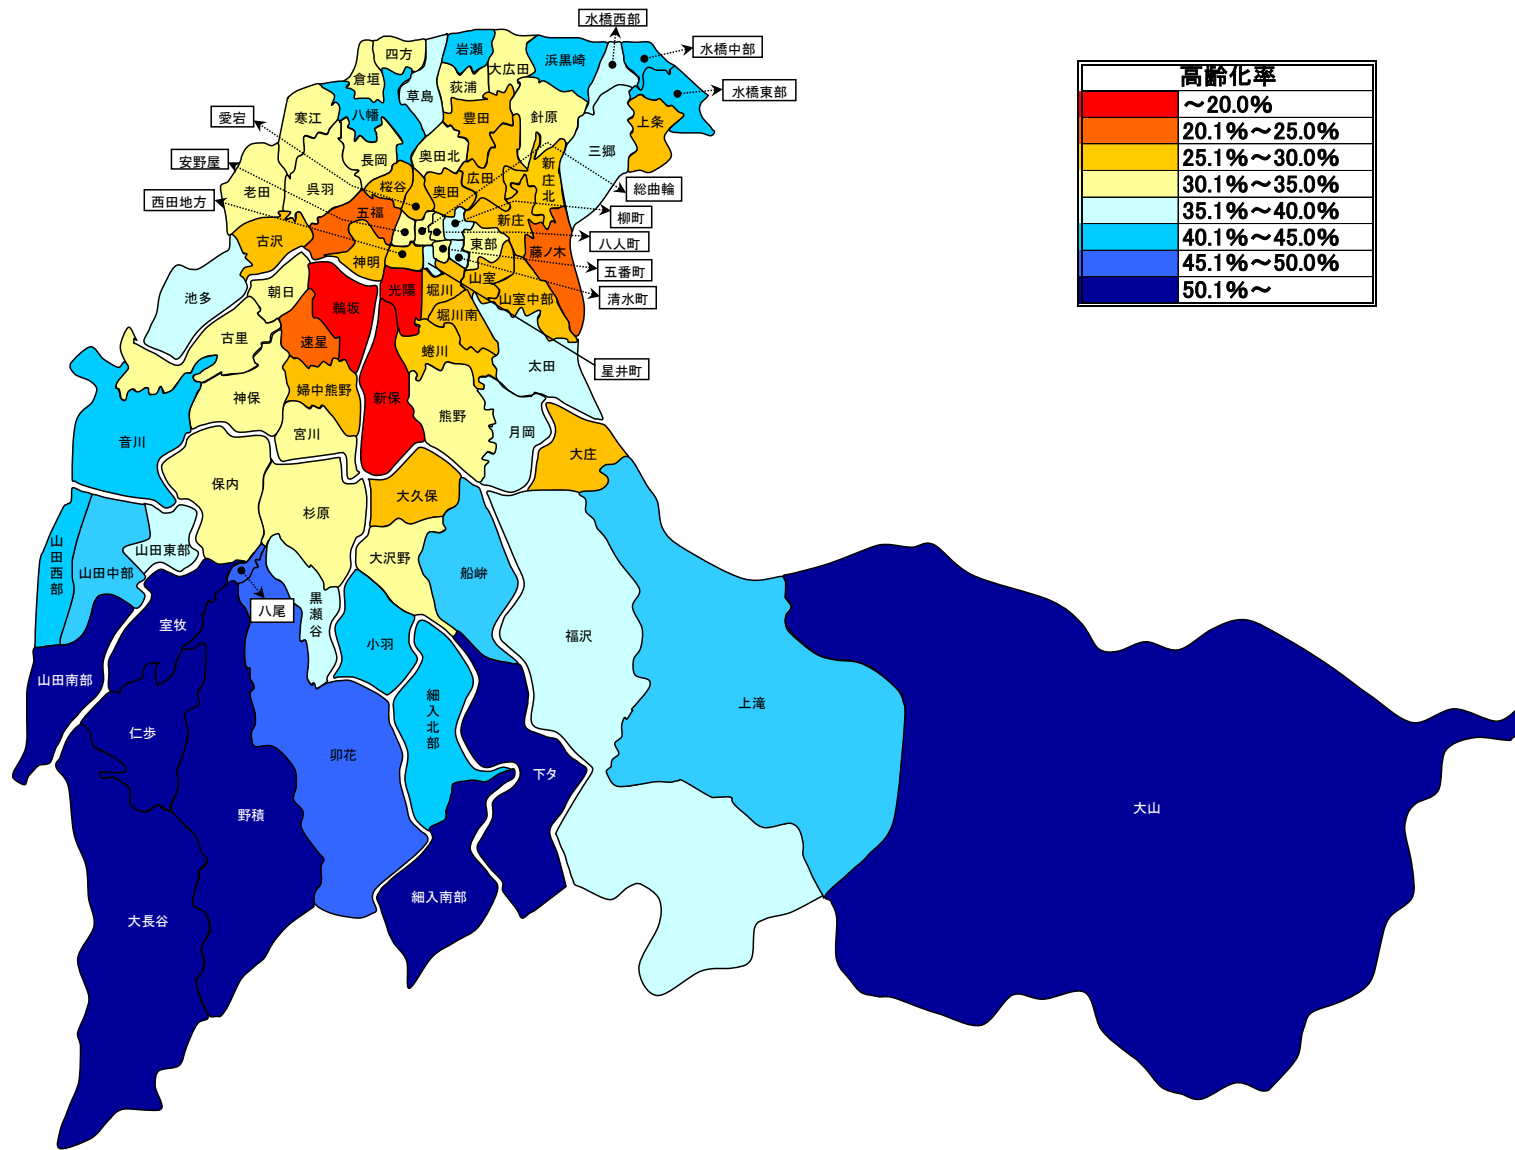 水橋西部
水橋中部
水橋東部
四方
岩瀬
浜黒崎
倉垣
大広田
草島
荻浦
八幡
寒江
豊田
針原
上条
愛宕
長岡
奥田北
三郷
安野屋
老田
呉羽
桜谷
奥田
広田
新庄北
総曲輪
西田地方
五福
新庄
柳町
古沢
神明
東部
藤ノ木
八人町
五番町
清水町
池多
朝日
鵜坂
光陽
堀川
山室
山室中部
堀川南
古里
速星
蜷川
太田
星井町
神保
婦中熊野
新保
熊野
月岡
音川
宮川
大庄
保内
大久保
杉原
山田西部
山田中部
山田東部
大沢野
船峅
八尾
黒瀬谷
室牧
小羽
福沢
山田南部
細入北部
上滝
仁歩
卯花
下タ
野積
大山
細入南部
大長谷
高齢化率
～20.0%
20.1%～25.0%
25.1%～30.0%
30.1%～35.0%
35.1%～40.0%
40.1%～45.0%
45.1%～50.0%
50.1%～